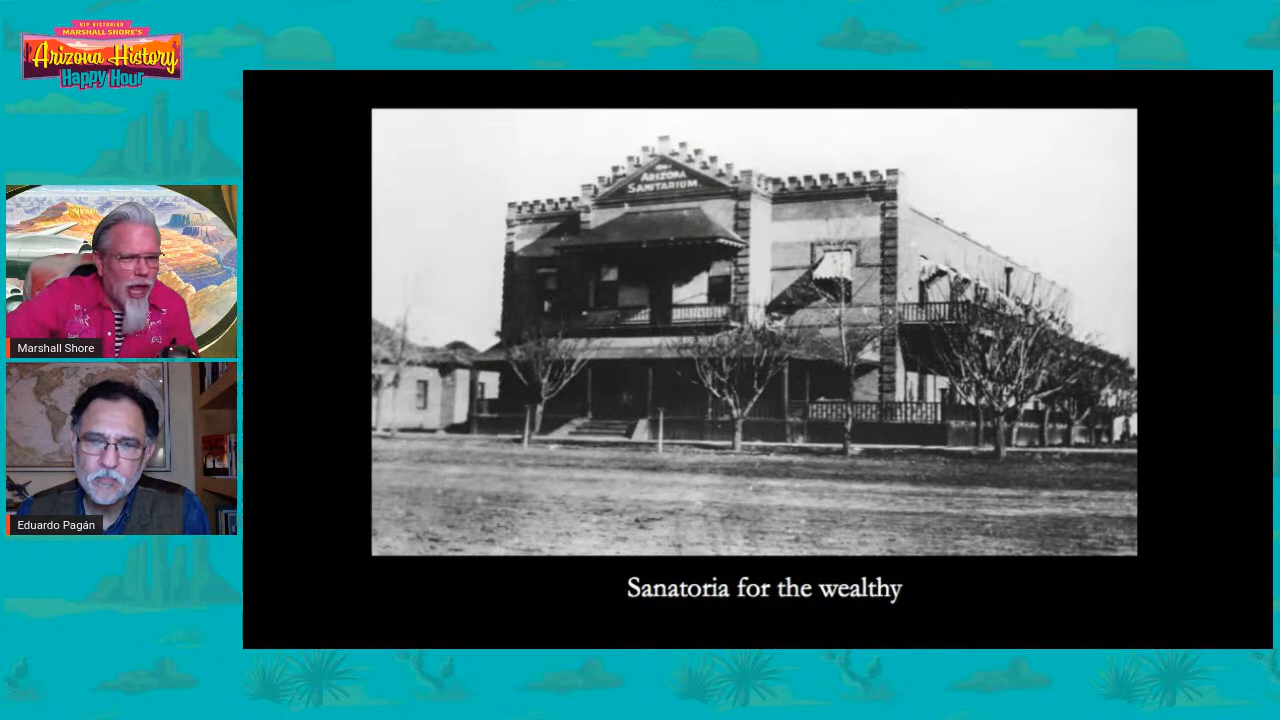 HIP HISTORIAN
MARSHALL SHORE'S
Arizona History
Happy Hour
ARIZONA
SANITARIUM
Marshall Shore
Eduardo Pagán
Sanatoria for the wealthy